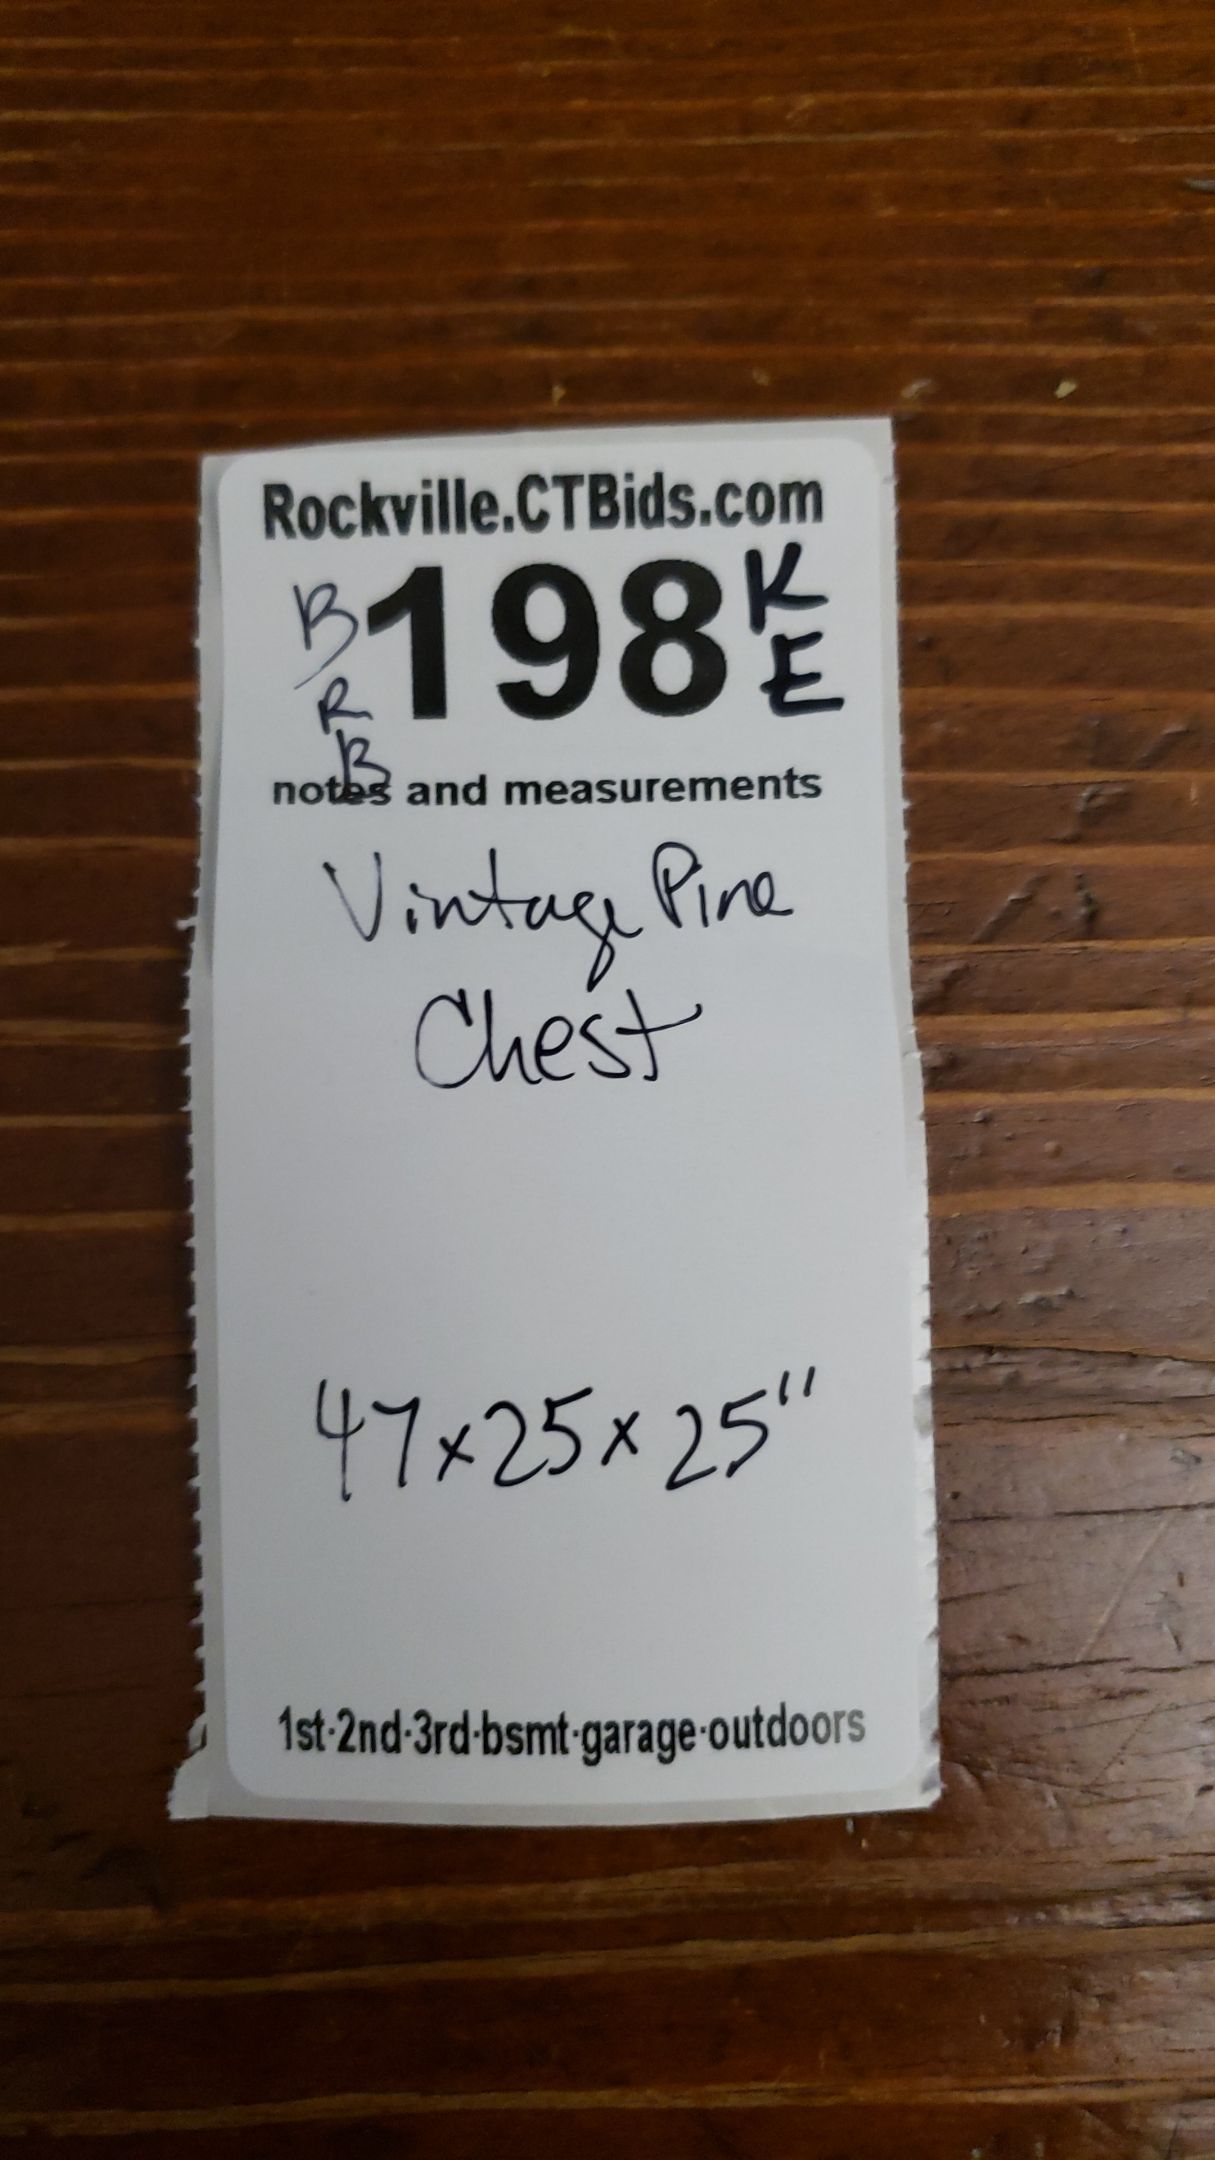 Rockville.CTBids.com
B 198 K
R E
B
notes and measurements
Vintage Pine
Chest
47x25x25"
1st·2nd·3rd·bsmt·garage·outdoors